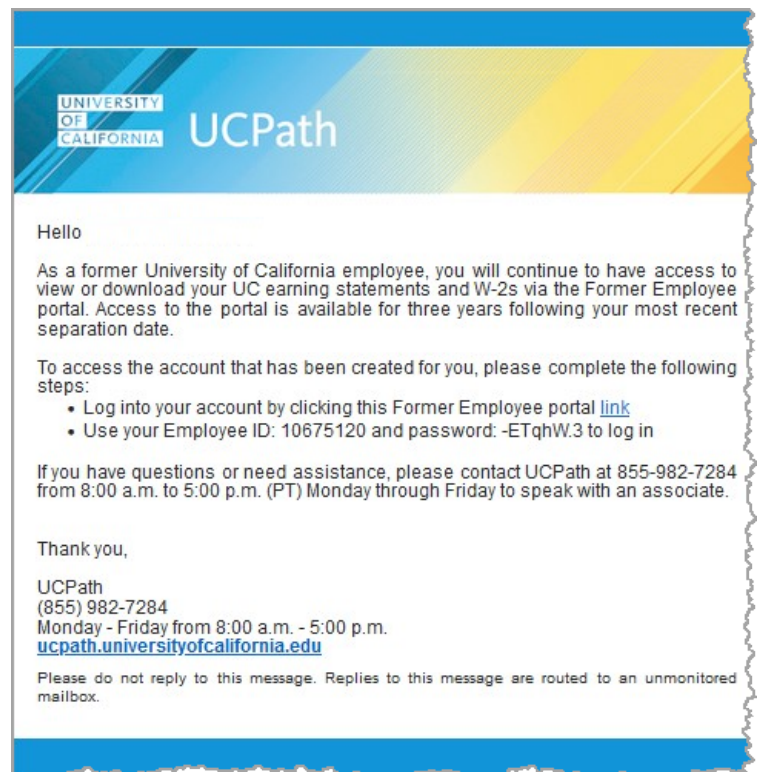 UNIVERSITY
OF
CALIFORNIA
UCPath
Hello
As a former University of California employee, you will continue to have access to
view or download your UC earning statements and W-2s via the Former Employee
portal. Access to the portal is available for three years following your most recent
separation date.
To access the account that has been created for you, please complete the following
steps:
• Log into your account by clicking this Former Employee portal link
• Use your Employee ID: 10675120 and password: -ETqhW.3 to log in
If you have questions or need assistance, please contact UCPath at 855-982-7284
from 8:00 a.m. to 5:00 p.m. (PT) Monday through Friday to speak with an associate.
Thank you,
UCPath
(855) 982-7284
Monday - Friday from 8:00 a.m. - 5:00 p.m.
ucpath.universityofcalifornia.edu
Please do not reply to this message. Replies to this message are routed to an unmonitored
mailbox.